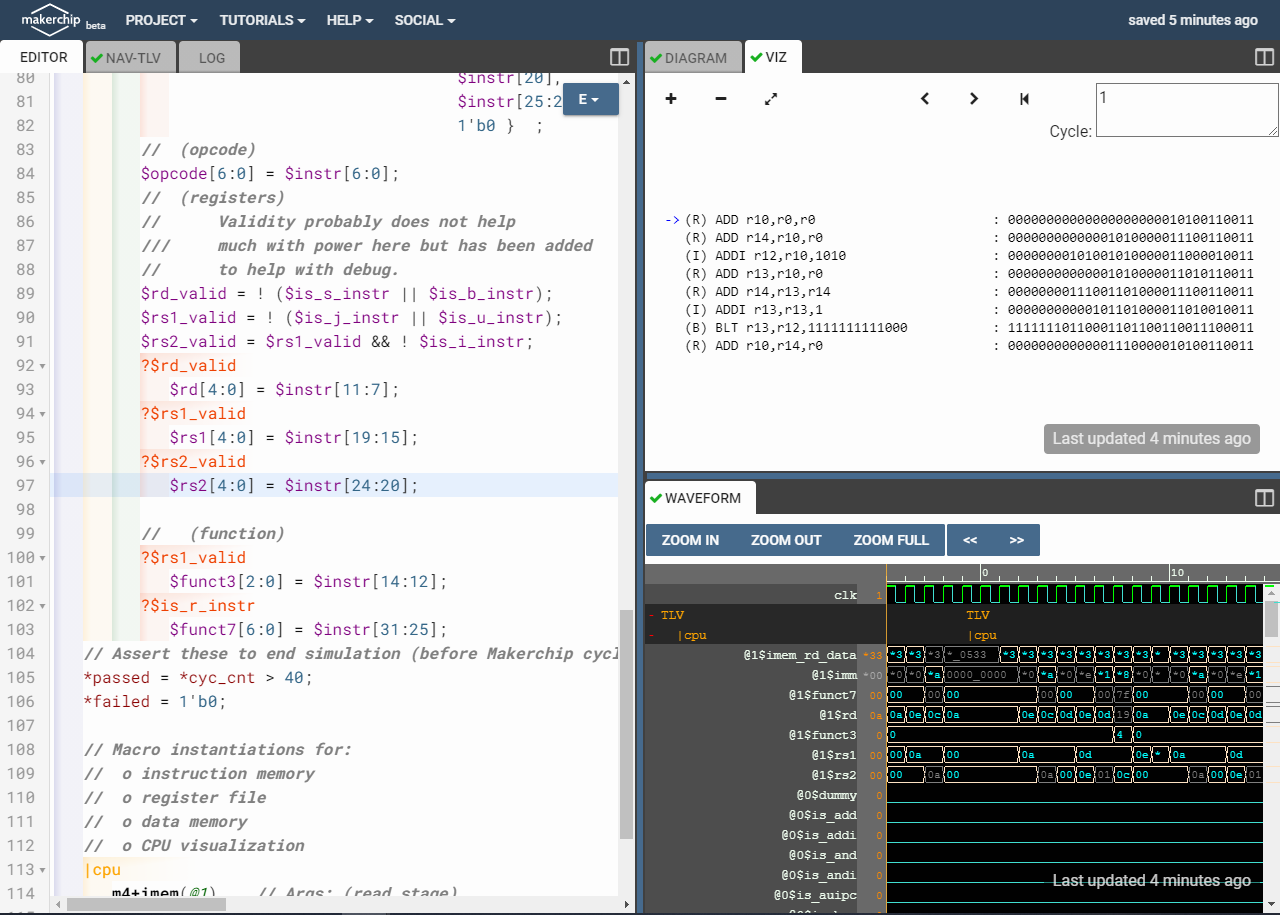 makerchip beta PROJECT TUTORIALS HELP SOCIAL saved 5 minutes ago
EDITOR NAV-TLV LOG
80 $instr[20],
81 $instr[25:2
E
82 1'b0 } ;
83 // (opcode)
84 $opcode[6:0] = $instr[6:0];
85 // (registers)
86 // Validity probably does not help
87 /// much with power here but has been added
88 // to help with debug.
89 $rd_valid = ! ($is_s_instr || $is_b_instr);
90 $rs1_valid = ! ($is_j_instr || $is_u_instr);
91 $rs2_valid = $rs1_valid && ! $is_i_instr;
92 ?$rd_valid
93 $rd[4:0] = $instr[11:7];
94 ?$rs1_valid
95 $rs1[4:0] = $instr[19:15];
96 ?$rs2_valid
97 $rs2[4:0] = $instr[24:20];
98
99 // (function)
100 ?$rs1_valid
101 $funct3[2:0] = $instr[14:12];
102 ?$is_r_instr
103 $funct7[6:0] = $instr[31:25];
104 // Assert these to end simulation (before Makerchip cycl
105 *passed = *cyc_cnt > 40;
106 *failed = 1'b0;
107
108 // Macro instantiations for:
109 // o instruction memory
110 // o register file
111 // o data memory
112 // o CPU visualization
113 |cpu
114 m4+imem(@1) // Args: (read stage)
DIAGRAM VIZ
Cycle: 1
-> (R) ADD r10,r0,r0 : 00000000000000000000010100110011
(R) ADD r14,r10,r0 : 00000000000001010000011100110011
(I) ADDI r12,r10,1010 : 00000000101001010000011000010011
(R) ADD r13,r10,r0 : 00000000000001010000011010110011
(R) ADD r14,r13,r14 : 00000000111001101000011100110011
(I) ADDI r13,r13,1 : 00000000000101101000011010010011
(B) BLT r13,r12,1111111111000 : 11111110110001101100110011100011
(R) ADD r10,r14,r0 : 00000000000001110000010100110011
Last updated 4 minutes ago
WAVEFORM
ZOOM IN ZOOM OUT ZOOM FULL << >>
0 10
clk 1
TLV TLV
|cpu |cpu
@1$imem_rd_data *33
@1$imm *00
@1$funct7 00
@1$rd 0a
@1$funct3 0
@1$rs1 00
@1$rs2 00
@0$dummy 0
@0$is_add 0
@0$is_addi 0
@0$is_and 0
@0$is_andi 0
@0$is_auipc 0
Last updated 4 minutes ago